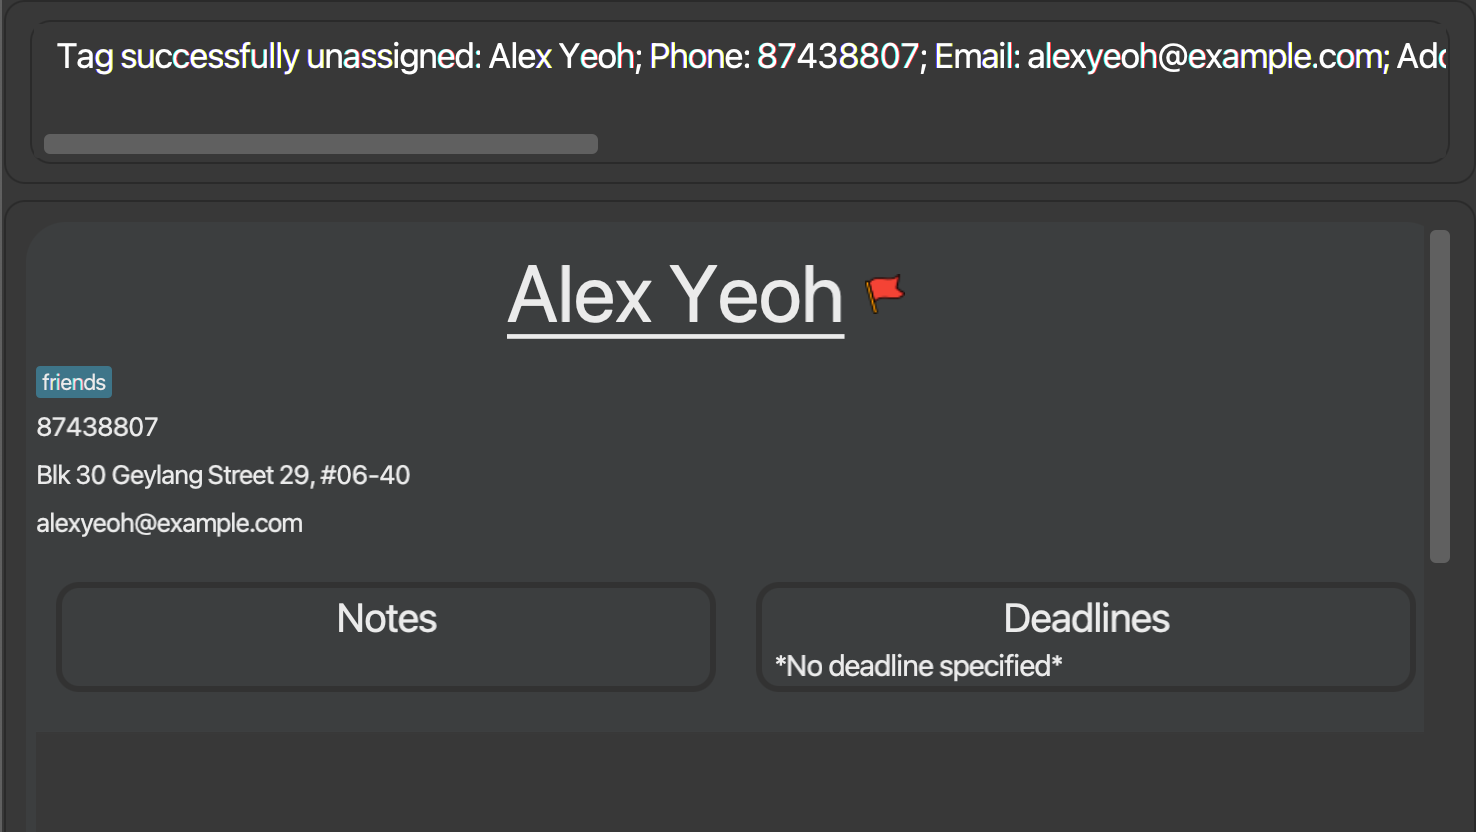 Tag successfully unassigned: Alex Yeoh; Phone: 87438807; Email: alexyeoh@example.com;
Alex Yeoh
friends
87438807
Blk 30 Geylang Street 29, #06-40
alexyeoh@example.com
Notes
Deadlines
*No deadline specified*